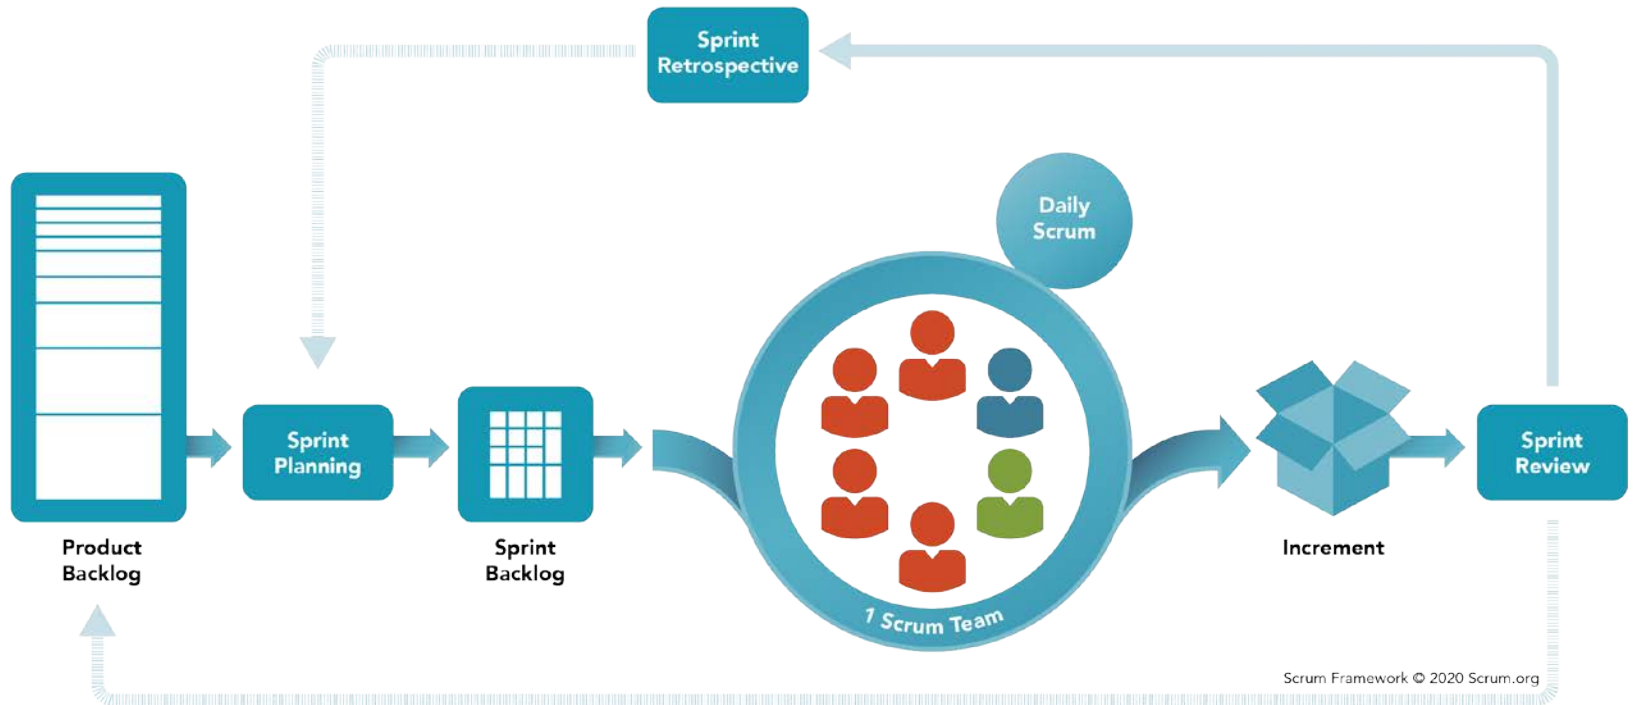 Sprint
Retrospective
Daily
Scrum
Sprint
Planning
Sprint
Review
Product
Backlog
Sprint
Backlog
1 Scrum Team
Increment
Scrum Framework © 2020 Scrum.org